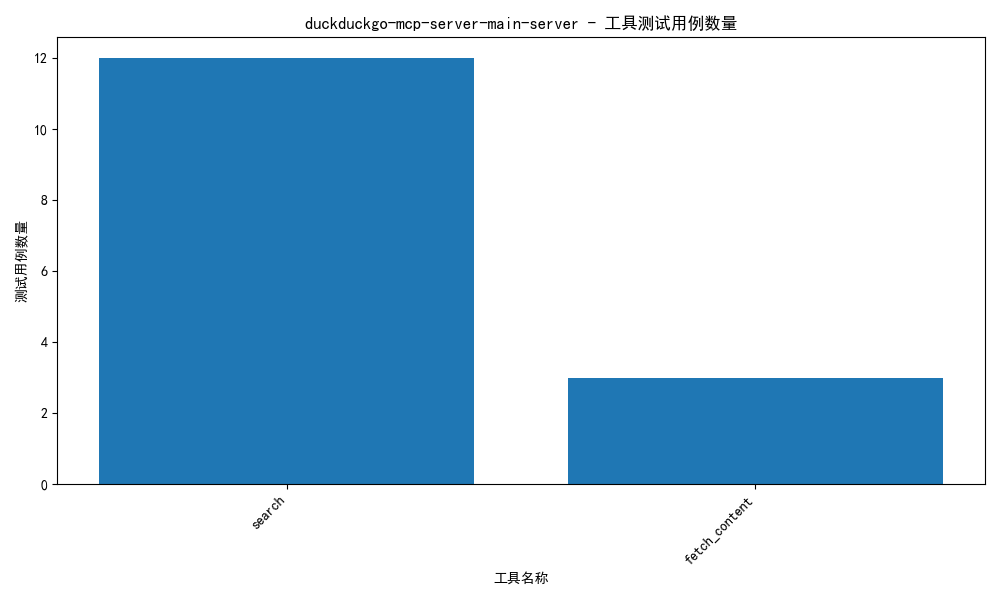 duckduckgo-mcp-server-main-server - 工具测试用例数量
测试用例数量
12
10
8
6
4
2
0
search
fetch_content
工具名称